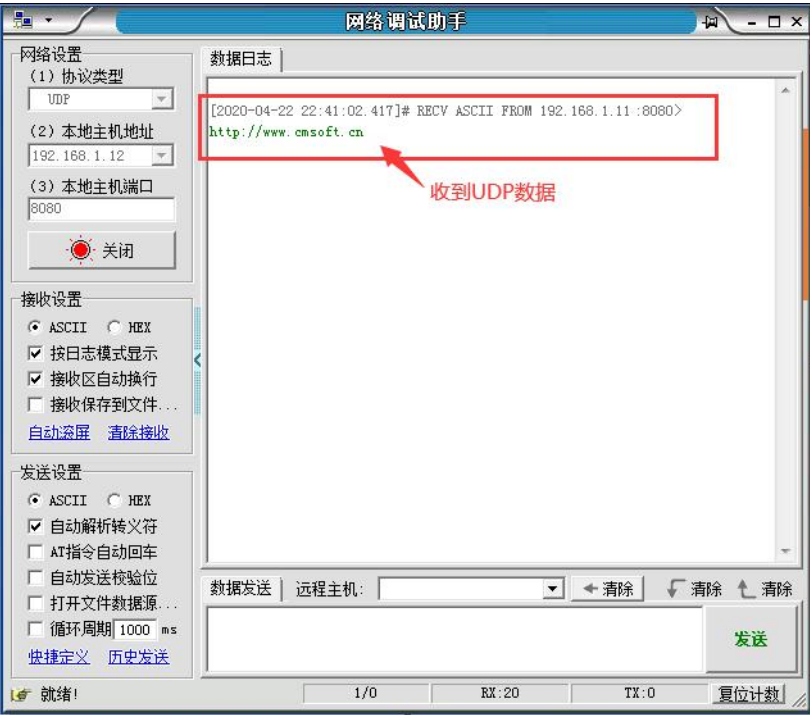 网络调试助手
网络设置
(1) 协议类型
UDP
(2) 本地主机地址
192.168.1.12
(3) 本地主机端口
8080
关闭
接收设置
ASCII HEX
按日志模式显示
接收区自动换行
接收保存到文件...
自动滚屏 清除接收
发送设置
ASCII HEX
自动解析转义符
AT指令自动回车
自动发送校验位
打开文件数据源...
循环周期 1000 ms
快捷定义 历史发送
数据日志
[2020-04-22 22:41:02.417]# RECV ASCII FROM 192.168.1.11 :8080>
http://www.cmsoft.cn
收到UDP数据
数据发送 远程主机: 清除 清除 清除
发送
就绪! 1/0 RX:20 TX:0 复位计数